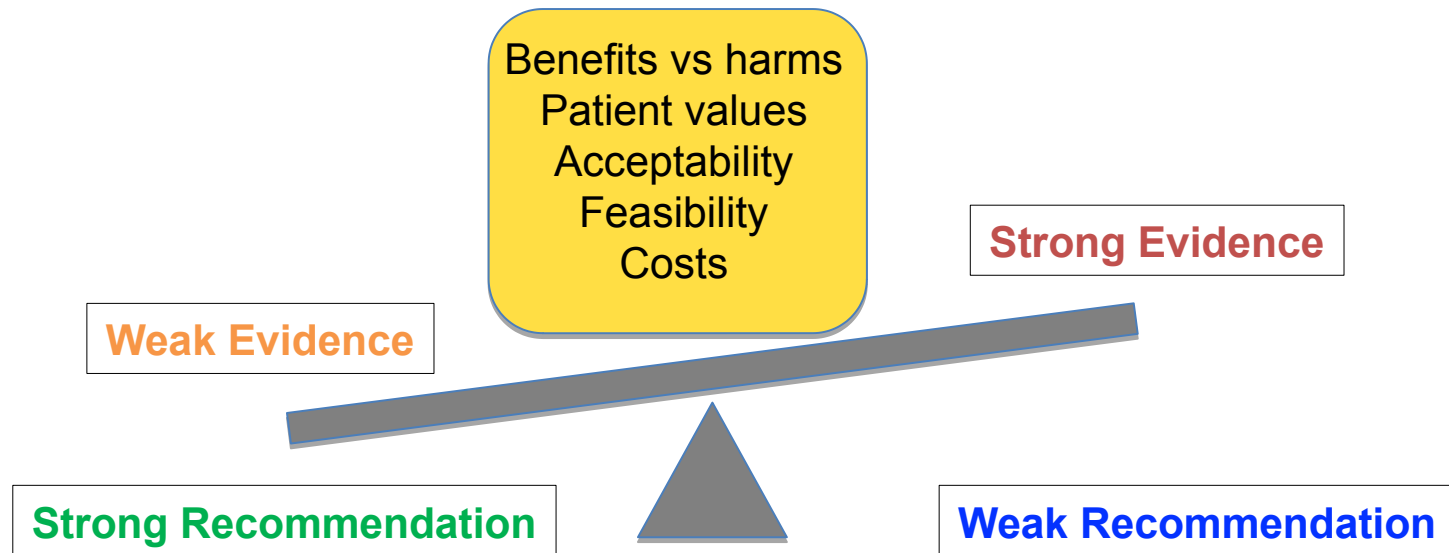 Benefits vs harms
Patient values
Acceptability
Feasibility
Costs
Strong Evidence
Weak Evidence
Strong Recommendation
Weak Recommendation